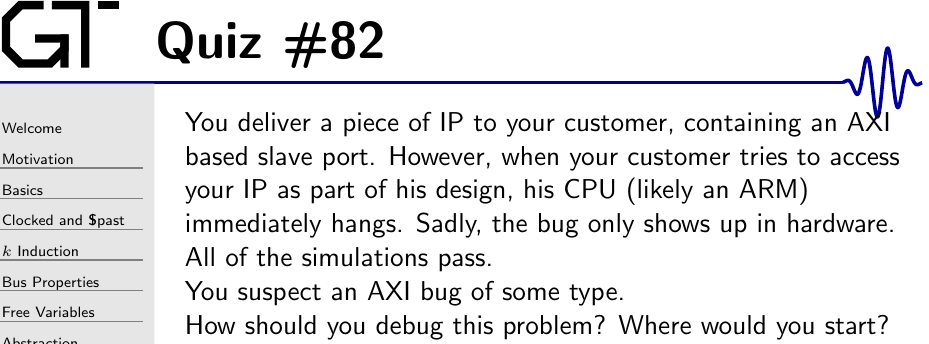 GT
Quiz #82
Welcome
Motivation
Basics
Clocked and $past
k Induction
Bus Properties
Free Variables
Abstraction
You deliver a piece of IP to your customer, containing an AXI
based slave port. However, when your customer tries to access
your IP as part of his design, his CPU (likely an ARM)
immediately hangs. Sadly, the bug only shows up in hardware.
All of the simulations pass.
You suspect an AXI bug of some type.
How should you debug this problem? Where would you start?